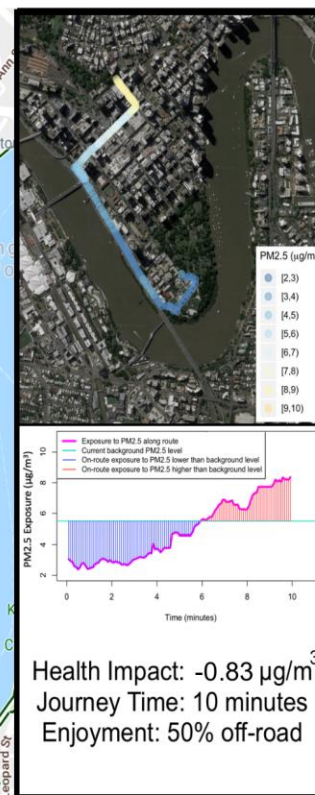 Ann S
PM2.5 (μg/m
[2,3)
[3,4)
[4,5)
[5,6)
[6,7)
[7,8)
[8,9)
[9,10)
Exposure to PM2.5 along route
Current background PM2.5 level
On-route exposure to PM2.5 lower than background level
On-route exposure to PM2.5 higher than background level
PM2.5 Exposure (μg/m³)
10
8
6
4
2
0
2
4
6
8
10
Time (minutes)
Health Impact: -0.83 μg/m³
Journey Time: 10 minutes
Enjoyment: 50% off-road
eopard St